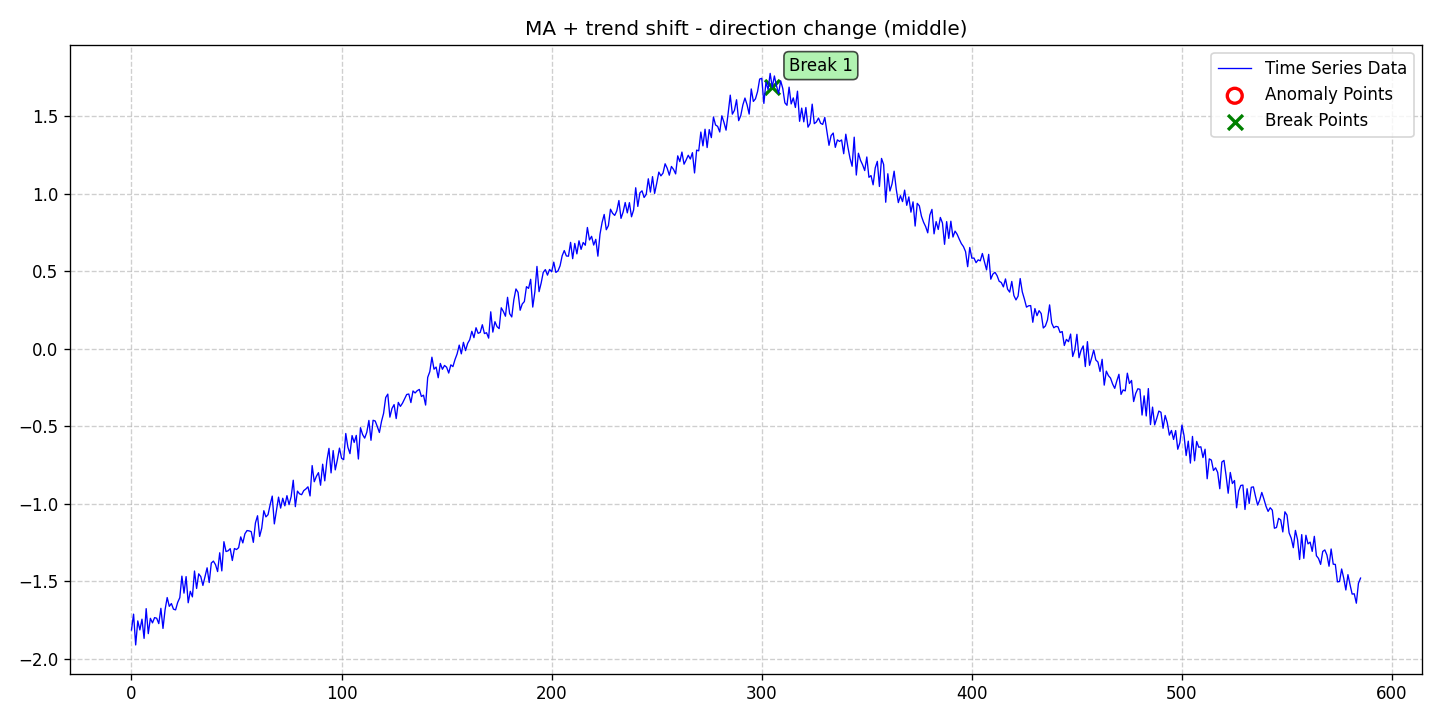 MA + trend shift - direction change (middle)
Break 1
Time Series Data
Anomaly Points
Break Points
1.5
1.0
0.5
0.0
−0.5
−1.0
−1.5
−2.0
0 100 200 300 400 500 600